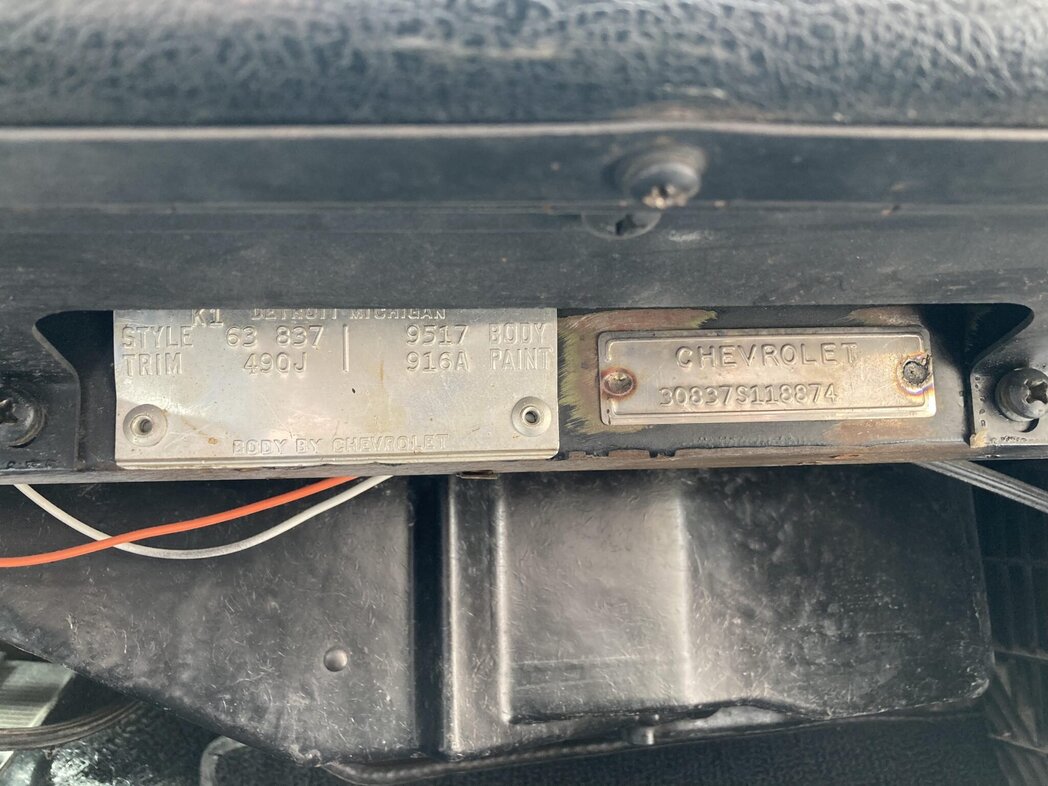 K1 DETROIT MICHIGAN
STYLE 63 837 | 9517 BODY
TRIM 490J | 916A PAINT
BODY BY CHEVROLET
CHEVROLET
30837S118874